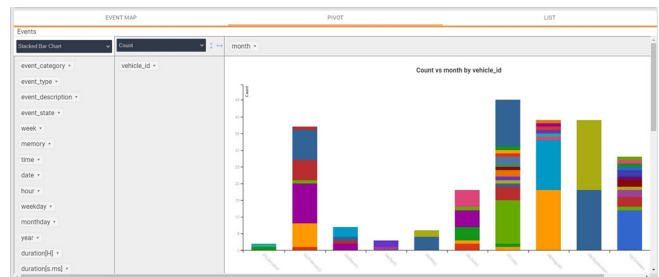 EVENT MAP
PIVOT
LIST
Events
Stacked Bar Chart
Count
month
event_category
vehicle_id
event_type
event_description
event_state
week
memory
time
date
hour
weekday
monthday
year
duration[H]
duration[s.ms]
Count vs month by vehicle_id
Count